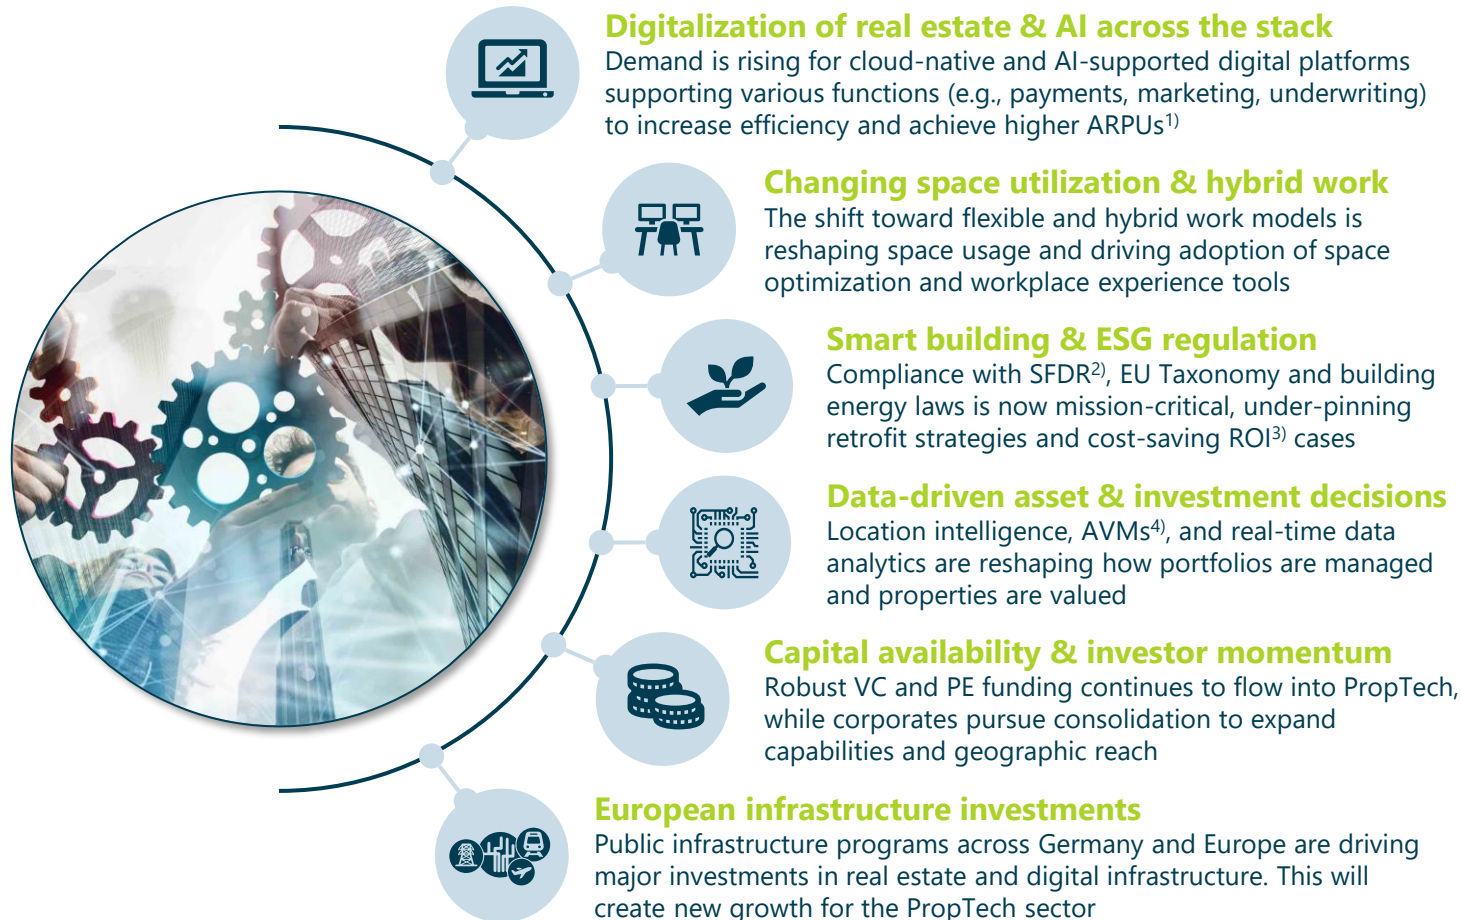 Digitalization of real estate & AI across the stack
Demand is rising for cloud-native and AI-supported digital platforms
supporting various functions (e.g., payments, marketing, underwriting)
to increase efficiency and achieve higher ARPUs1)
Changing space utilization & hybrid work
The shift toward flexible and hybrid work models is
reshaping space usage and driving adoption of space
optimization and workplace experience tools
Smart building & ESG regulation
Compliance with SFDR2), EU Taxonomy and building
energy laws is now mission-critical, under-pinning
retrofit strategies and cost-saving ROI3) cases
Data-driven asset & investment decisions
Location intelligence, AVMs4), and real-time data
analytics are reshaping how portfolios are managed
and properties are valued
Capital availability & investor momentum
Robust VC and PE funding continues to flow into PropTech,
while corporates pursue consolidation to expand
capabilities and geographic reach
European infrastructure investments
Public infrastructure programs across Germany and Europe are driving
major investments in real estate and digital infrastructure. This will
create new growth for the PropTech sector